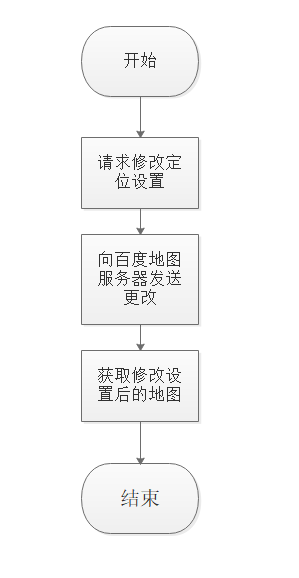 开始
请求修改定
位设置
向百度地图
服务器发送
更改
获取修改设
置后的地图
结束